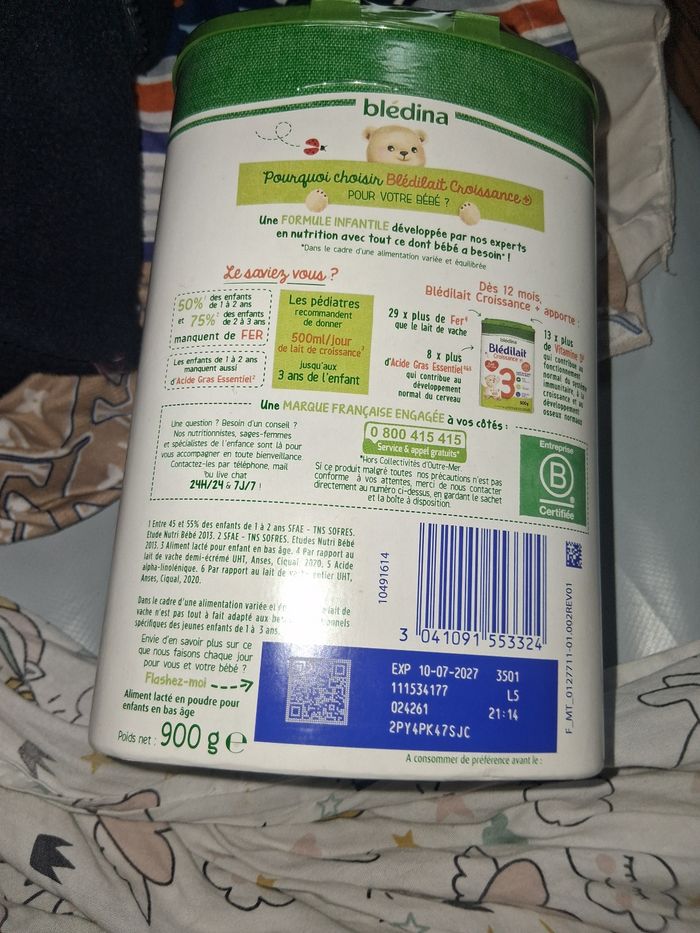 blédina
Pourquoi choisir Blédilait Croissance +
POUR VOTRE BÉBÉ ?
Une FORMULE INFANTILE développée par nos experts
en nutrition avec tout ce dont bébé a besoin* !
*Dans le cadre d'une alimentation variée et équilibrée
Le saviez vous ?
50%¹ des enfants
de 1 à 2 ans
et 75%² des enfants
de 2 à 3 ans
manquent de FER
Les enfants de 1 à 2 ans
manquent aussi
d'Acide Gras Essentiel²
Les pédiatres
recommandent
de donner
500ml/jour
de lait de croissance³
jusqu'aux
3 ans de l'enfant
Dès 12 mois,
Blédilait Croissance + apporte :
29 x plus de Fer⁴
que le lait de vache
8 x plus
d'Acide Gras Essentiel
qui contribue au
développement
normal du cerveau
blédina
Blédilait
Croissance +
3
900g
13 x plus
de Vitamine D
qui contribue au
fonctionnement
normal du système
immunitaire à la
croissance et au
développement
osseux normaux
Une MARQUE FRANÇAISE ENGAGÉE à vos côtés :
Une question ? Besoin d'un conseil ?
Nos nutritionnistes, sages-femmes
et spécialistes de l'enfance sont là pour
vous accompagner en toute bienveillance.
Contactez-les par téléphone, mail
ou live chat
24H/24 & 7J/7 !
0 800 415 415
Service & appel gratuits*
*Hors Collectivités d'Outre-Mer
Si ce produit malgré toutes nos précautions n'est pas
conforme à vos attentes, merci de nous contacter
directement au numéro ci-dessus, en gardant le sachet
et la boîte à disposition.
Entreprise
B
Certifiée
1 Entre 45 et 55% des enfants de 1 à 2 ans SFAE - TNS SOFRES.
Etude Nutri Bébé 2013. 2 SFAE - TNS SOFRES. Etudes Nutri Bébé
2013. 3 Aliment lacté pour enfant en bas âge. 4 Par rapport au
lait de vache demi-écrémé UHT, Anses, Ciqual, 2020. 5 Acide
alpha-linolénique. 6 Par rapport au lait de entier UHT,
Anses, Ciqual, 2020.
Dans le cadre d'une alimentation variée et lait de
vache n'est pas tout à fait adapté aux
spécifiques des jeunes enfants de 1 à 3 ans.
Envie d'en savoir plus sur ce
que nous faisons chaque jour
pour vous et votre bébé ?
Flashez-moi
Aliment lacté en poudre pour
enfants en bas âge
Poids net : 900 g e
10491614
3 041091 553324
F_MT_0127711-01.002REV01
EXP 10-07-2027 3501
111534177 L5
024261 21:14
2PY4PK47SJC
A consommer de préférence avant le :